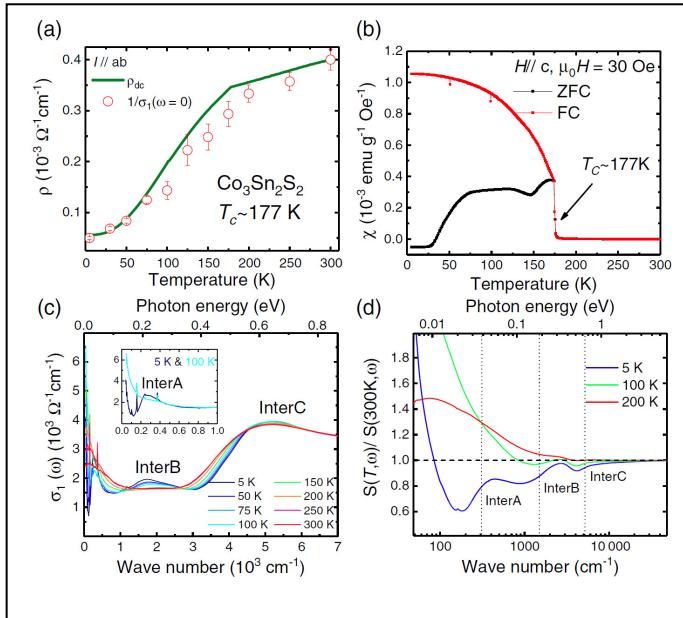 (a)
I // ab
ρdc
1/σ1(ω = 0)
Co3Sn2S2
TC~177 K
ρ (10⁻³ Ω⁻¹cm⁻¹)
0.4
0.3
0.2
0.1
0 50 100 150 200 250 300
Temperature (K)
(b)
H// c, μ0H = 30 Oe
ZFC
FC
TC~177K
χ (10⁻³ emu g⁻¹ Oe⁻¹)
1.2
1.0
0.8
0.6
0.4
0.2
0.0
0 50 100 150 200 250 300
Temperature (K)
(c)
Photon energy (eV)
0.0 0.2 0.4 0.6 0.8
σ1 (ω) (10³ Ω⁻¹cm⁻¹)
6
5
4
3
2
1
5 K & 100 K
InterA
6
4
2
0.0 0.2 0.4 0.6 0.8 1.0
InterB
InterC
5 K 150 K
50 K 200 K
75 K 250 K
100 K 300 K
0 1 2 3 4 5 6 7
Wave number (10³ cm⁻¹)
(d)
Photon energy (eV)
0.01 0.1 1
S(T,ω)/ S(300K,ω)
1.8
1.6
1.4
1.2
1.0
0.8
0.6
5 K
100 K
200 K
InterA
InterB
InterC
100 1000 10 000
Wave number (cm⁻¹)